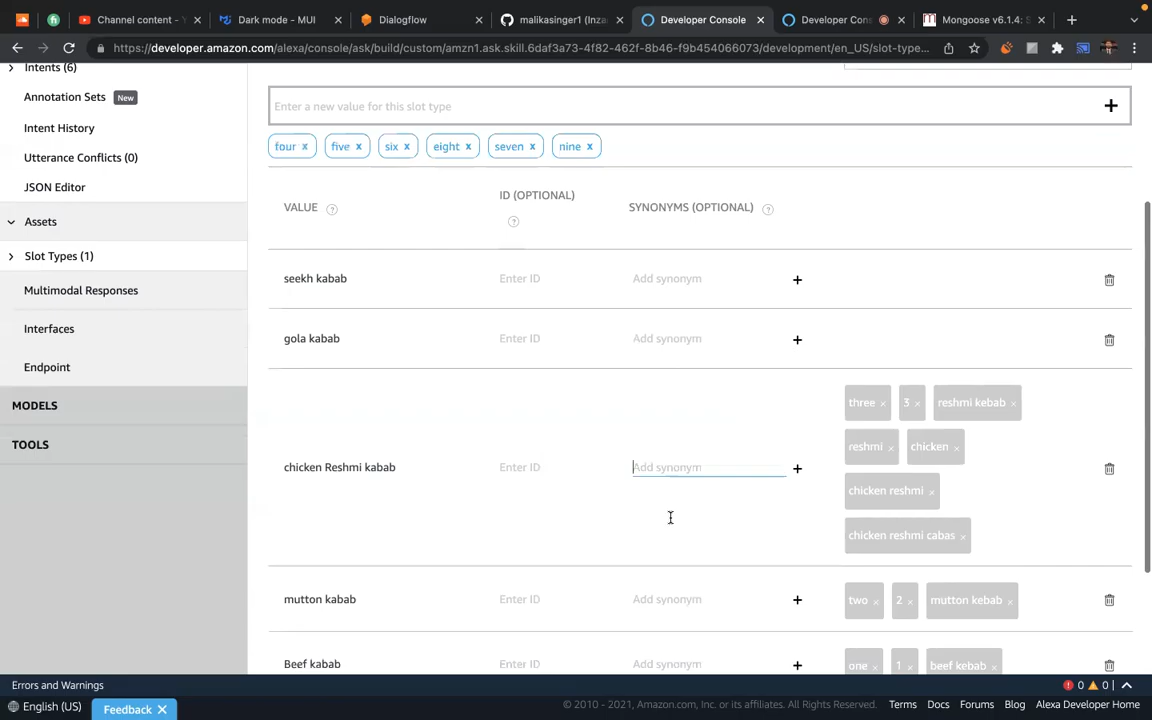 Channel content - Y
Dark mode - MUI
Dialogflow
malikasinger1 (Inza
Developer Console
Developer Con
Mongoose v6.1.4: S
https://developer.amazon.com/alexa/console/ask/build/custom/amzn1.ask.skill.6daf3a73-4f82-462f-8b46-f9b454066073/development/en_US/slot-type...
Intents (6)
Annotation Sets New
Intent History
Utterance Conflicts (0)
JSON Editor
Assets
Slot Types (1)
Multimodal Responses
Interfaces
Endpoint
MODELS
TOOLS
Enter a new value for this slot type
four × five × six × eight × seven × nine ×
VALUE ? ID (OPTIONAL) ? SYNONYMS (OPTIONAL) ?
seekh kabab Enter ID Add synonym +
gola kabab Enter ID Add synonym +
three × 3 × reshmi kebab ×
reshmi × chicken ×
chicken Reshmi kabab Enter ID Add synonym +
chicken reshmi ×
chicken reshmi cabas ×
mutton kabab Enter ID Add synonym + two × 2 × mutton kebab ×
Beef kabab Enter ID Add synonym + one × 1 × beef kebab ×
Errors and Warnings 0 0
English (US) Feedback ✕ © 2010 - 2021, Amazon.com, Inc. or its affiliates. All Rights Reserved. Terms Docs Forums Blog Alexa Developer Home